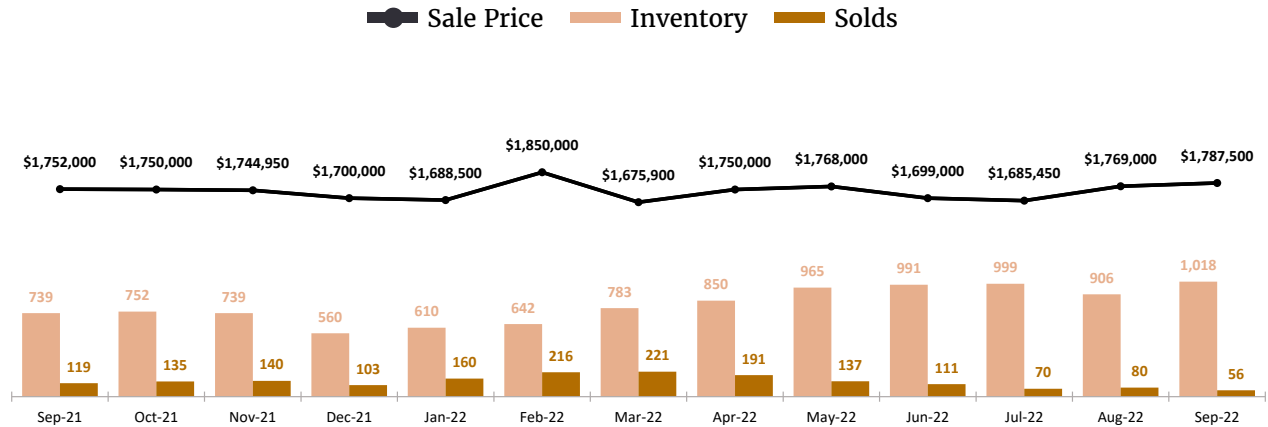 Sale Price Inventory Solds
$1,752,000 $1,750,000 $1,744,950 $1,700,000 $1,688,500 $1,850,000 $1,675,900 $1,750,000 $1,768,000 $1,699,000 $1,685,450 $1,769,000 $1,787,500
739 752 739 560 610 642 783 850 965 991 999 906 1,018
119 135 140 103 160 216 221 191 137 111 70 80 56
Sep-21 Oct-21 Nov-21 Dec-21 Jan-22 Feb-22 Mar-22 Apr-22 May-22 Jun-22 Jul-22 Aug-22 Sep-22